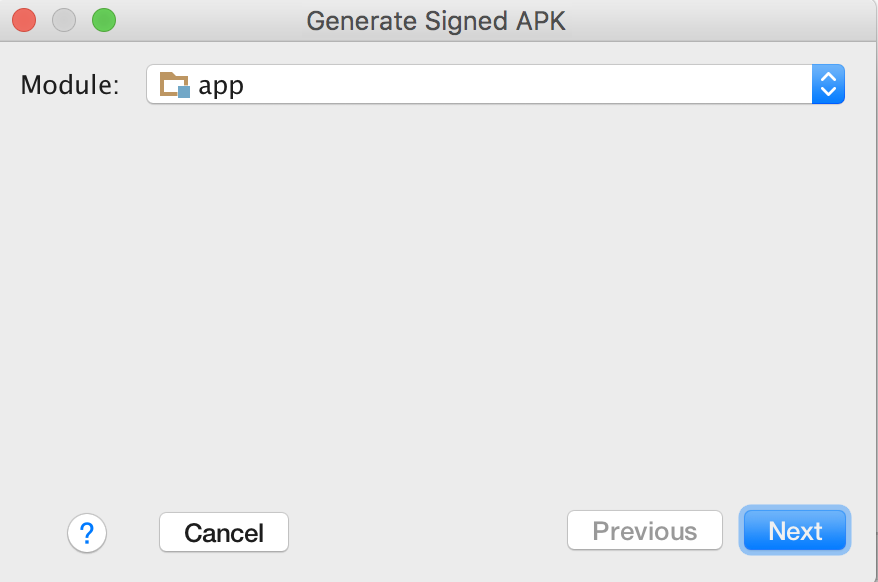 Generate Signed APK
Module: app
? Cancel Previous Next